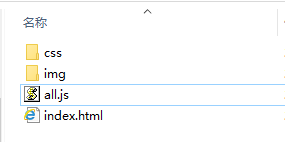 名称
css
img
all.js
index.html